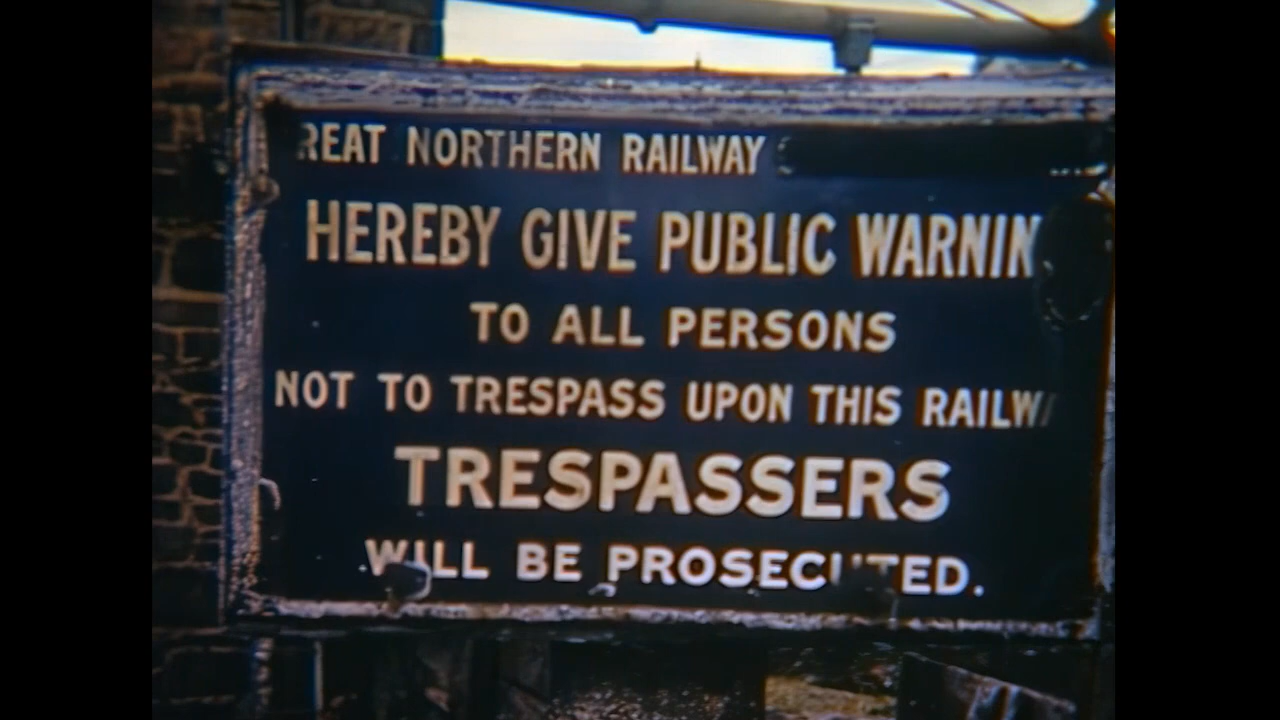 REAT NORTHERN RAILWAY
HEREBY GIVE PUBLIC WARNIN
TO ALL PERSONS
NOT TO TRESPASS UPON THIS RAILWA
TRESPASSERS
WILL BE PROSECUTED.